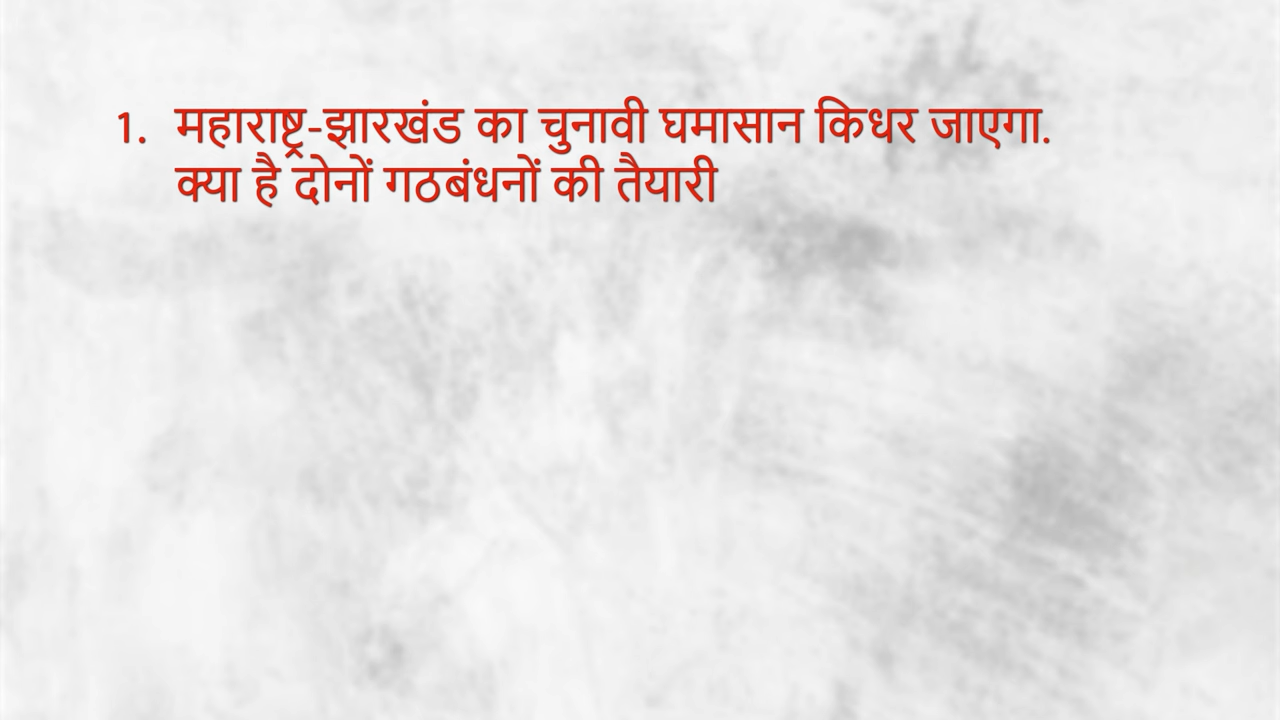 1. महाराष्ट्र-झारखंड का चुनावी घमासान किधर जाएगा.
क्या है दोनों गठबंधनों की तैयारी